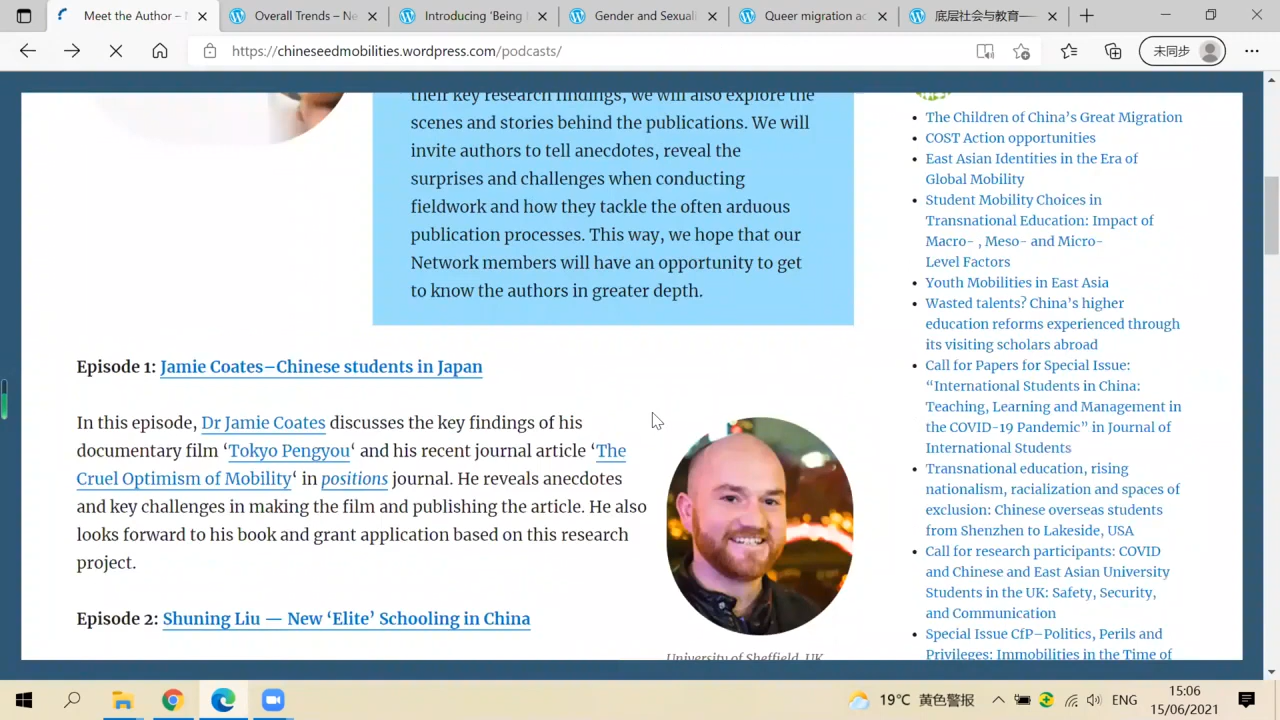 Meet the Author – N
Overall Trends – Ne
Introducing 'Being I
Gender and Sexuali
Queer migration ac
底层社会与教育—
https://chineseedmobilities.wordpress.com/podcasts/
未同步
their key research findings, we will also explore the
scenes and stories behind the publications. We will
invite authors to tell anecdotes, reveal the
surprises and challenges when conducting
fieldwork and how they tackle the often arduous
publication processes. This way, we hope that our
Network members will have an opportunity to get
to know the authors in greater depth.
Episode 1: Jamie Coates–Chinese students in Japan
In this episode, Dr Jamie Coates discusses the key findings of his
documentary film ‘Tokyo Pengyou‘ and his recent journal article ‘The
Cruel Optimism of Mobility‘ in positions journal. He reveals anecdotes
and key challenges in making the film and publishing the article. He also
looks forward to his book and grant application based on this research
project.
Episode 2: Shuning Liu — New ‘Elite’ Schooling in China
University of Sheffield, UK
The Children of China’s Great Migration
COST Action opportunities
East Asian Identities in the Era of
Global Mobility
Student Mobility Choices in
Transnational Education: Impact of
Macro- , Meso- and Micro-
Level Factors
Youth Mobilities in East Asia
Wasted talents? China’s higher
education reforms experienced through
its visiting scholars abroad
Call for Papers for Special Issue:
“International Students in China:
Teaching, Learning and Management in
the COVID-19 Pandemic” in Journal of
International Students
Transnational education, rising
nationalism, racialization and spaces of
exclusion: Chinese overseas students
from Shenzhen to Lakeside, USA
Call for research participants: COVID
and Chinese and East Asian University
Students in the UK: Safety, Security,
and Communication
Special Issue CfP–Politics, Perils and
Privileges: Immobilities in the Time of
19°C 黄色警报
ENG
15:06
15/06/2021